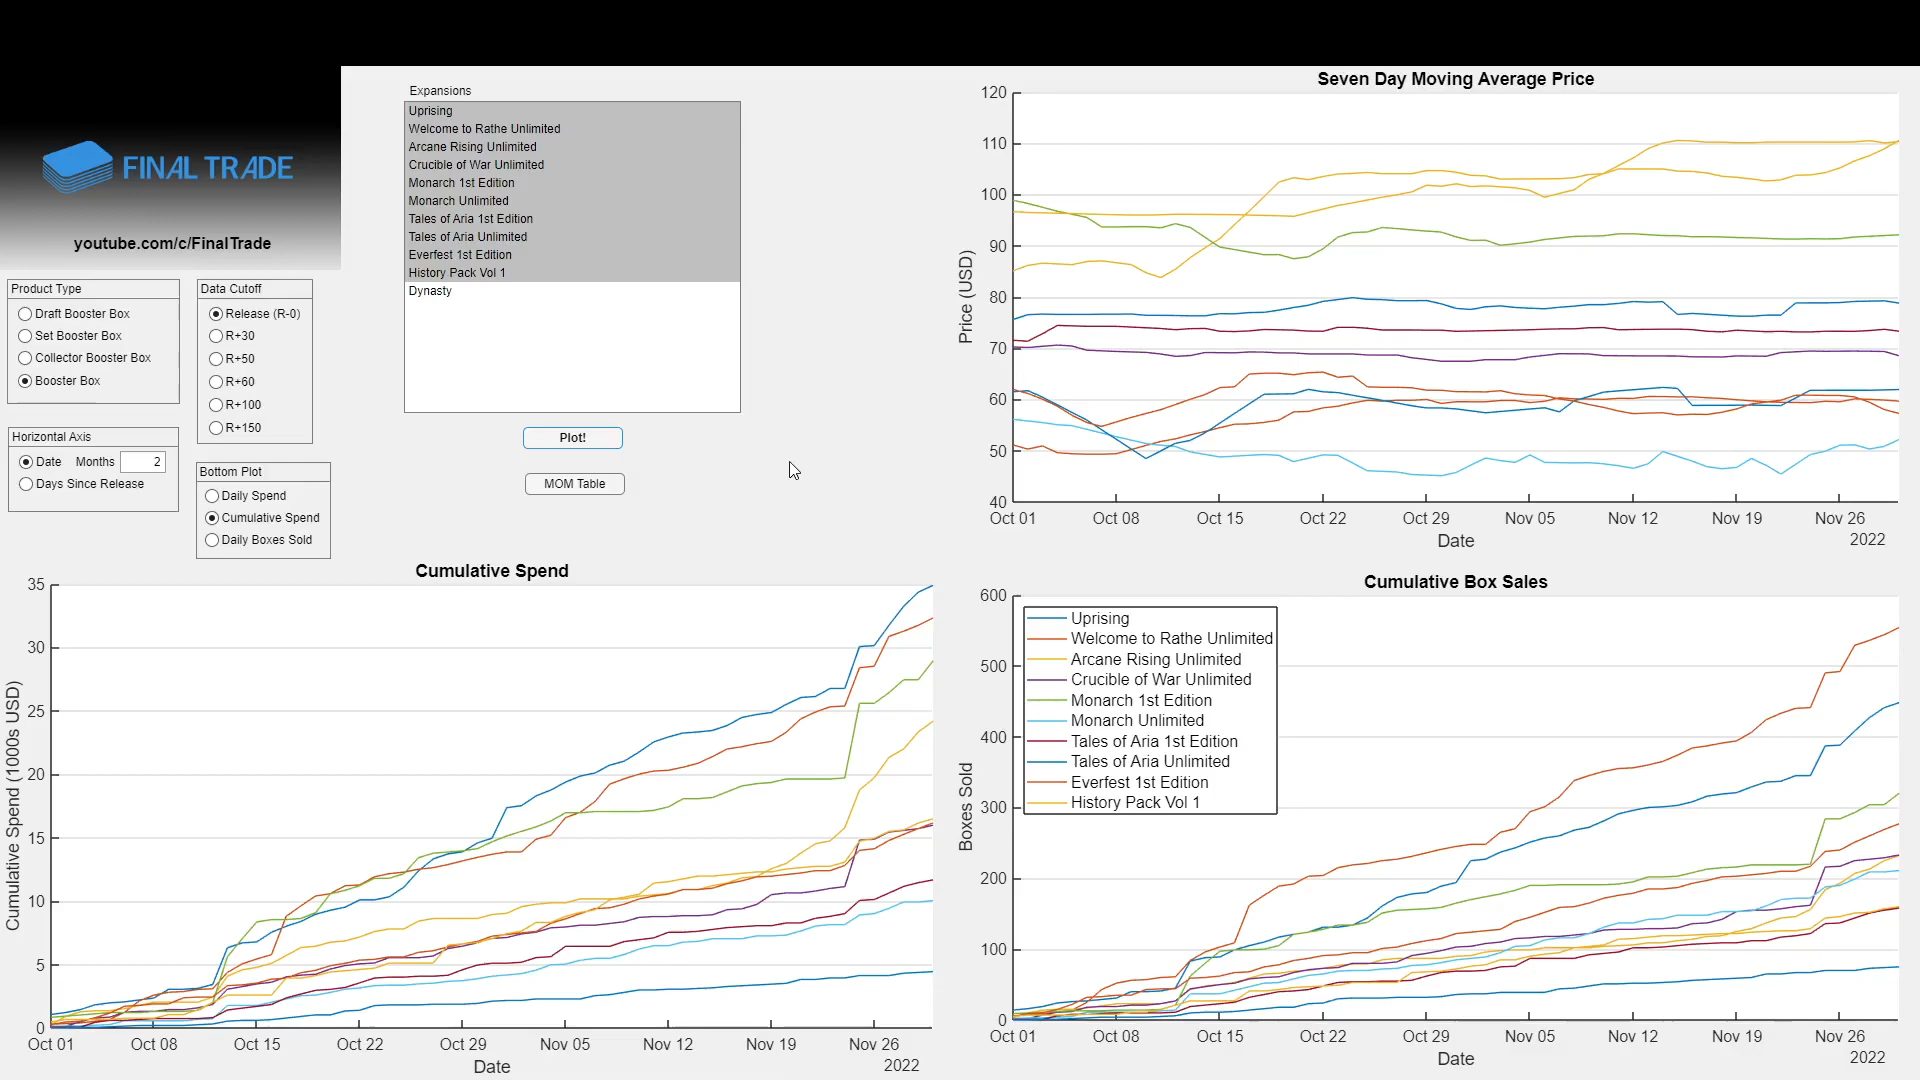 FINAL TRADE
youtube.com/c/FinalTrade
Expansions
Uprising
Welcome to Rathe Unlimited
Arcane Rising Unlimited
Crucible of War Unlimited
Monarch 1st Edition
Monarch Unlimited
Tales of Aria 1st Edition
Tales of Aria Unlimited
Everfest 1st Edition
History Pack Vol 1
Dynasty
Product Type
Draft Booster Box
Set Booster Box
Collector Booster Box
Booster Box
Data Cutoff
Release (R-0)
R+30
R+50
R+60
R+100
R+150
Horizontal Axis
Date Months 2
Days Since Release
Bottom Plot
Daily Spend
Cumulative Spend
Daily Boxes Sold
Plot!
MOM Table
Seven Day Moving Average Price
Price (USD)
120
110
100
90
80
70
60
50
40
Oct 01 Oct 08 Oct 15 Oct 22 Oct 29 Nov 05 Nov 12 Nov 19 Nov 26
Date
2022
Cumulative Spend
Cumulative Spend (1000s USD)
35
30
25
20
15
10
5
0
Oct 01 Oct 08 Oct 15 Oct 22 Oct 29 Nov 05 Nov 12 Nov 19 Nov 26
Date
2022
Cumulative Box Sales
Boxes Sold
600
500
400
300
200
100
0
Uprising
Welcome to Rathe Unlimited
Arcane Rising Unlimited
Crucible of War Unlimited
Monarch 1st Edition
Monarch Unlimited
Tales of Aria 1st Edition
Tales of Aria Unlimited
Everfest 1st Edition
History Pack Vol 1
Oct 01 Oct 08 Oct 15 Oct 22 Oct 29 Nov 05 Nov 12 Nov 19 Nov 26
Date
2022